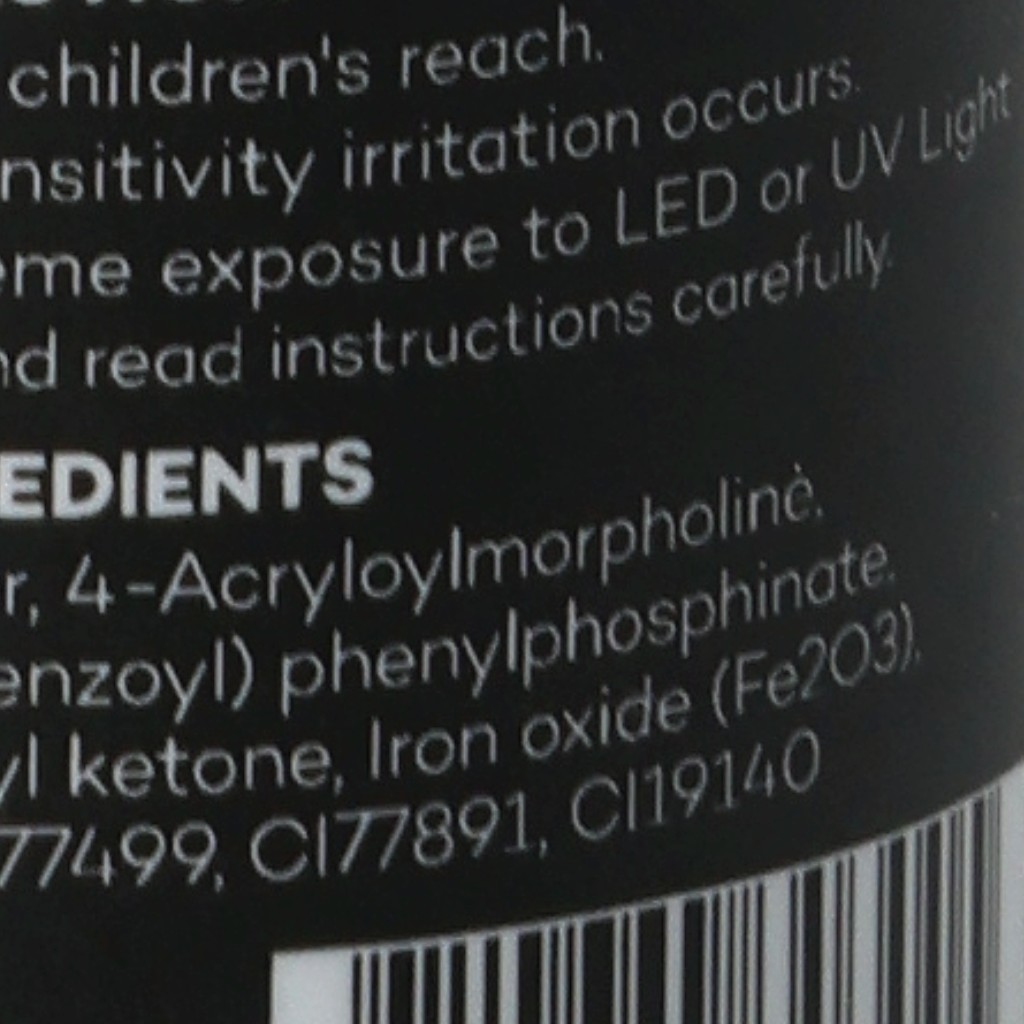 children's reach.
nsitivity irritation occurs.
eme exposure to LED or UV Light
nd read instructions carefully.
EDIENTS
r, 4-Acryloylmorpholine,
enzoyl) phenylphosphinate,
yl ketone, Iron oxide (Fe2O3),
77499, CI77891, CI19140